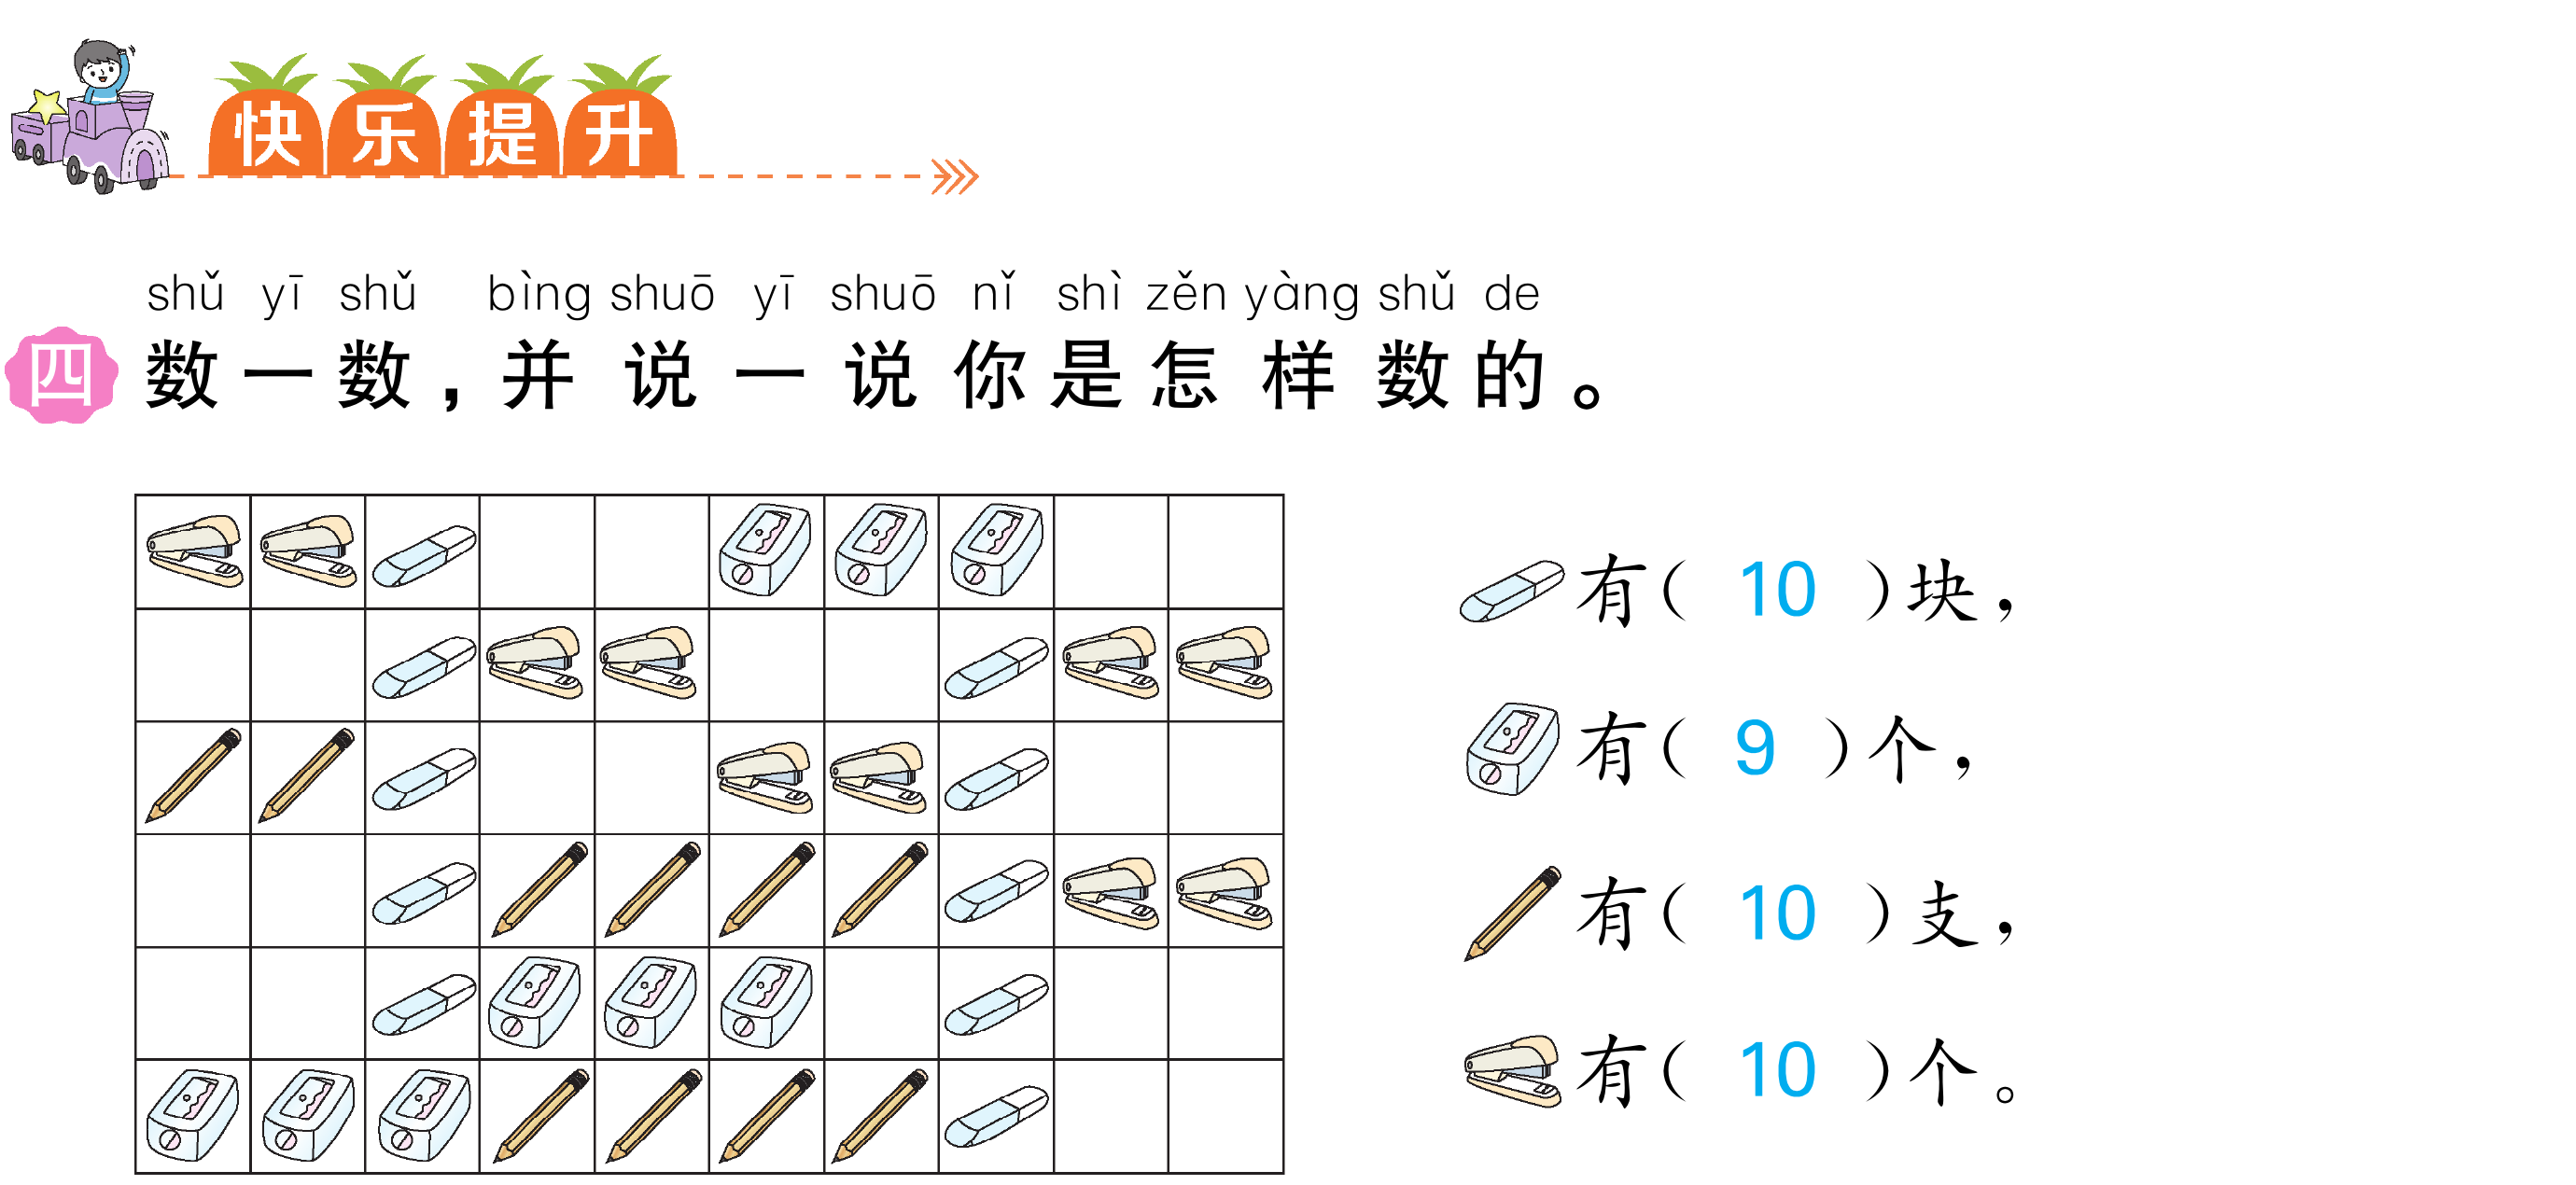 快乐提升
shǔ yī shǔ bìng shuō yī shuō nǐ shì zěn yàng shǔ de
四 数一数,并说一说你是怎样数的。
有( 10 )块,
有( 9 )个,
有( 10 )支,
有( 10 )个。